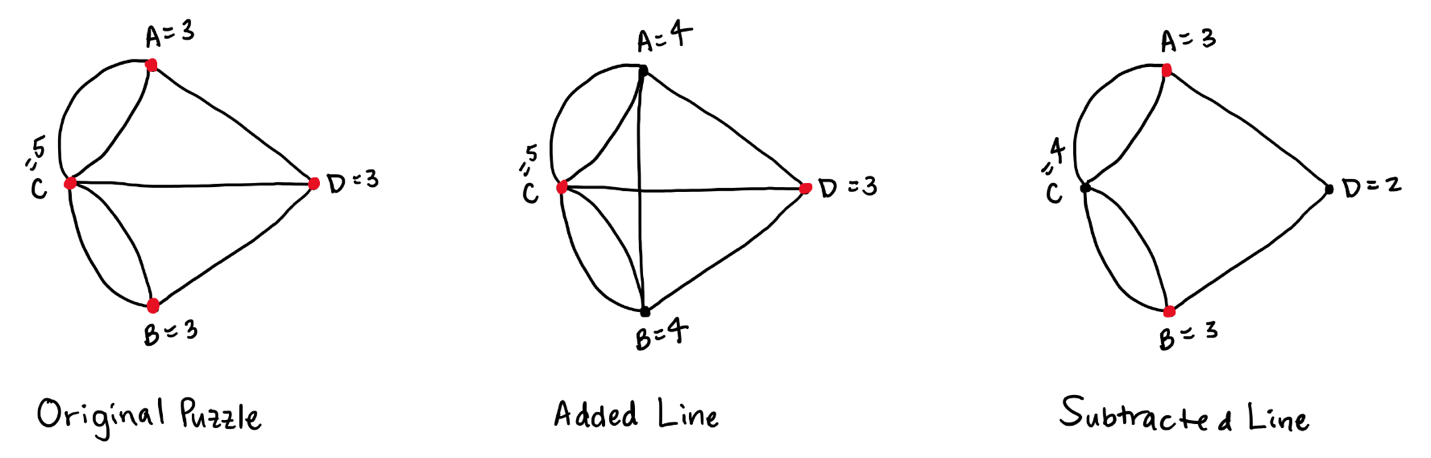 A=3
5
=
C
D=3
B=3
Original Puzzle
A=4
5
=
C
D=3
B=4
Added Line
A=3
4
=
C
D=2
B=3
Subtracted Line